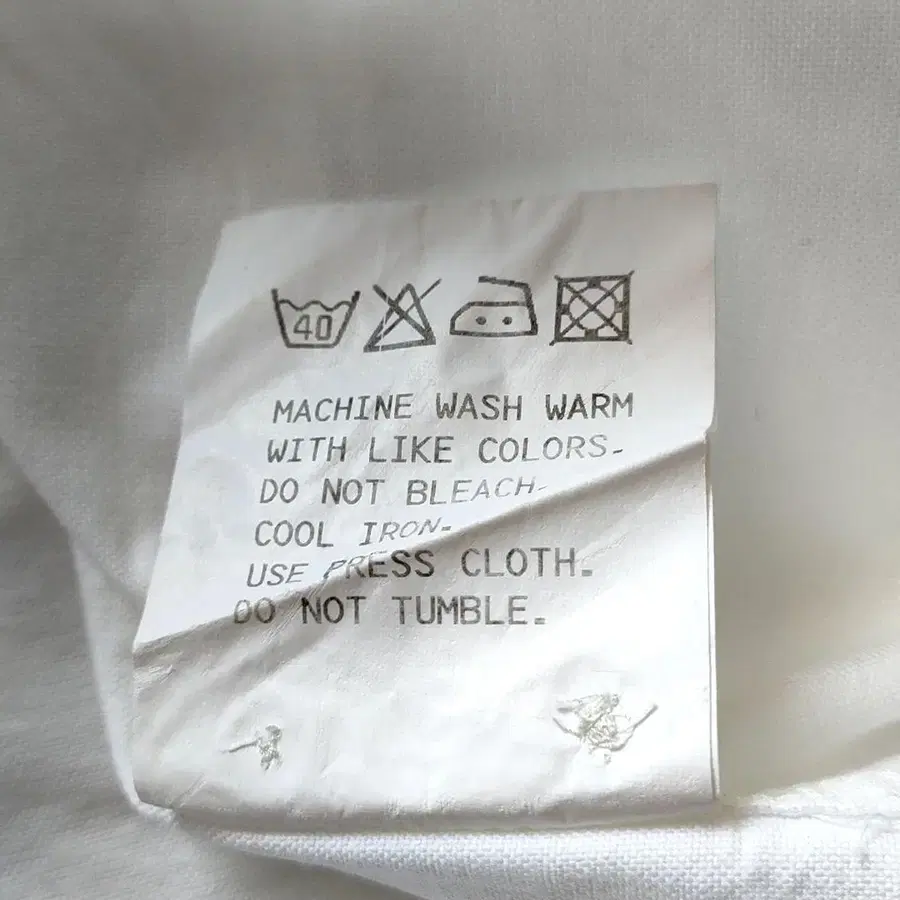 40
MACHINE WASH WARM
WITH LIKE COLORS.
DO NOT BLEACH.
COOL IRON.
USE PRESS CLOTH.
DO NOT TUMBLE.